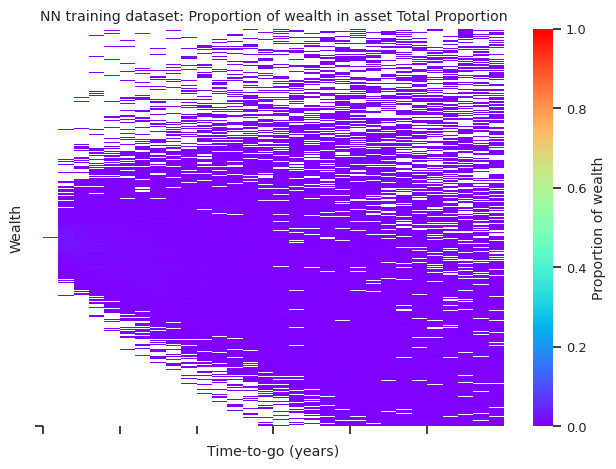 NN training dataset: Proportion of wealth in asset Total Proportion
Wealth
Time-to-go (years)
1.0
0.8
0.6
0.4
0.2
0.0
Proportion of wealth